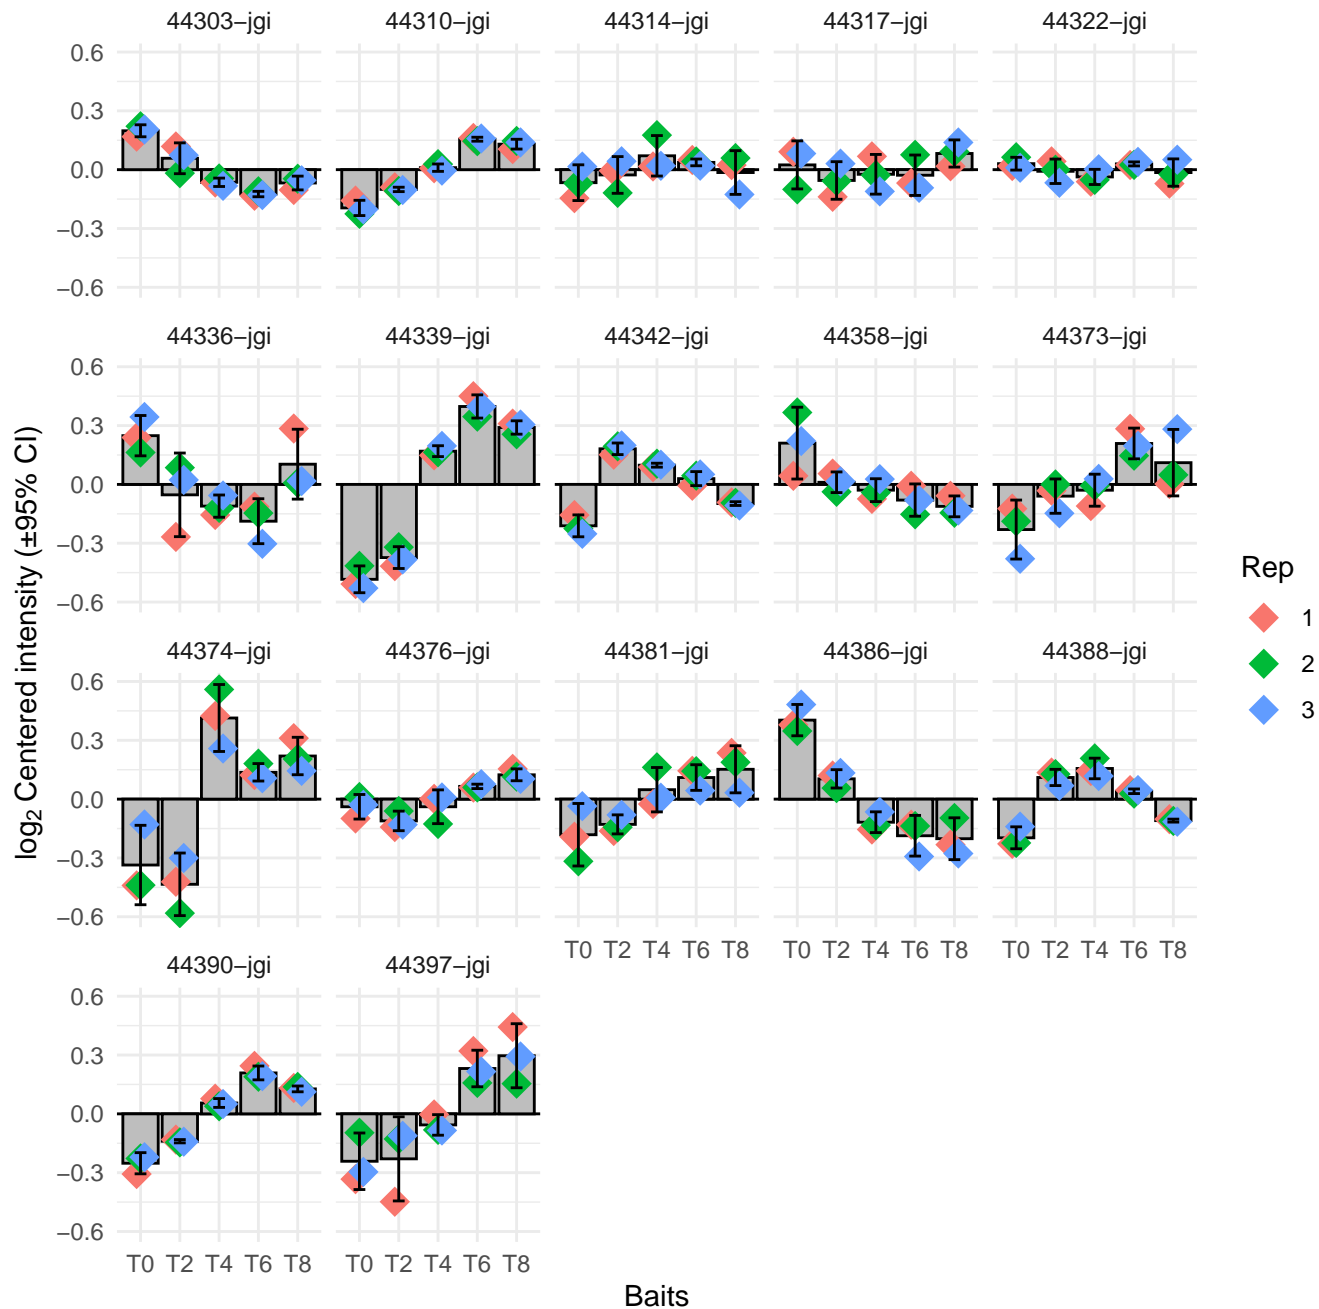 44303−jgi 44310−jgi 44314−jgi 44317−jgi 44322−jgi
0.6
0.3
0.0
−0.3
−0.6
44336−jgi 44339−jgi 44342−jgi 44358−jgi 44373−jgi
0.6
0.3
0.0
−0.3
−0.6
44374−jgi 44376−jgi 44381−jgi 44386−jgi 44388−jgi
0.6
0.3
0.0
−0.3
−0.6
T0 T2 T4 T6 T8 T0 T2 T4 T6 T8 T0 T2 T4 T6 T8
44390−jgi 44397−jgi
0.6
0.3
0.0
−0.3
−0.6
T0 T2 T4 T6 T8 T0 T2 T4 T6 T8
Baits
log2 Centered intensity (±95% CI)
Rep
1
2
3